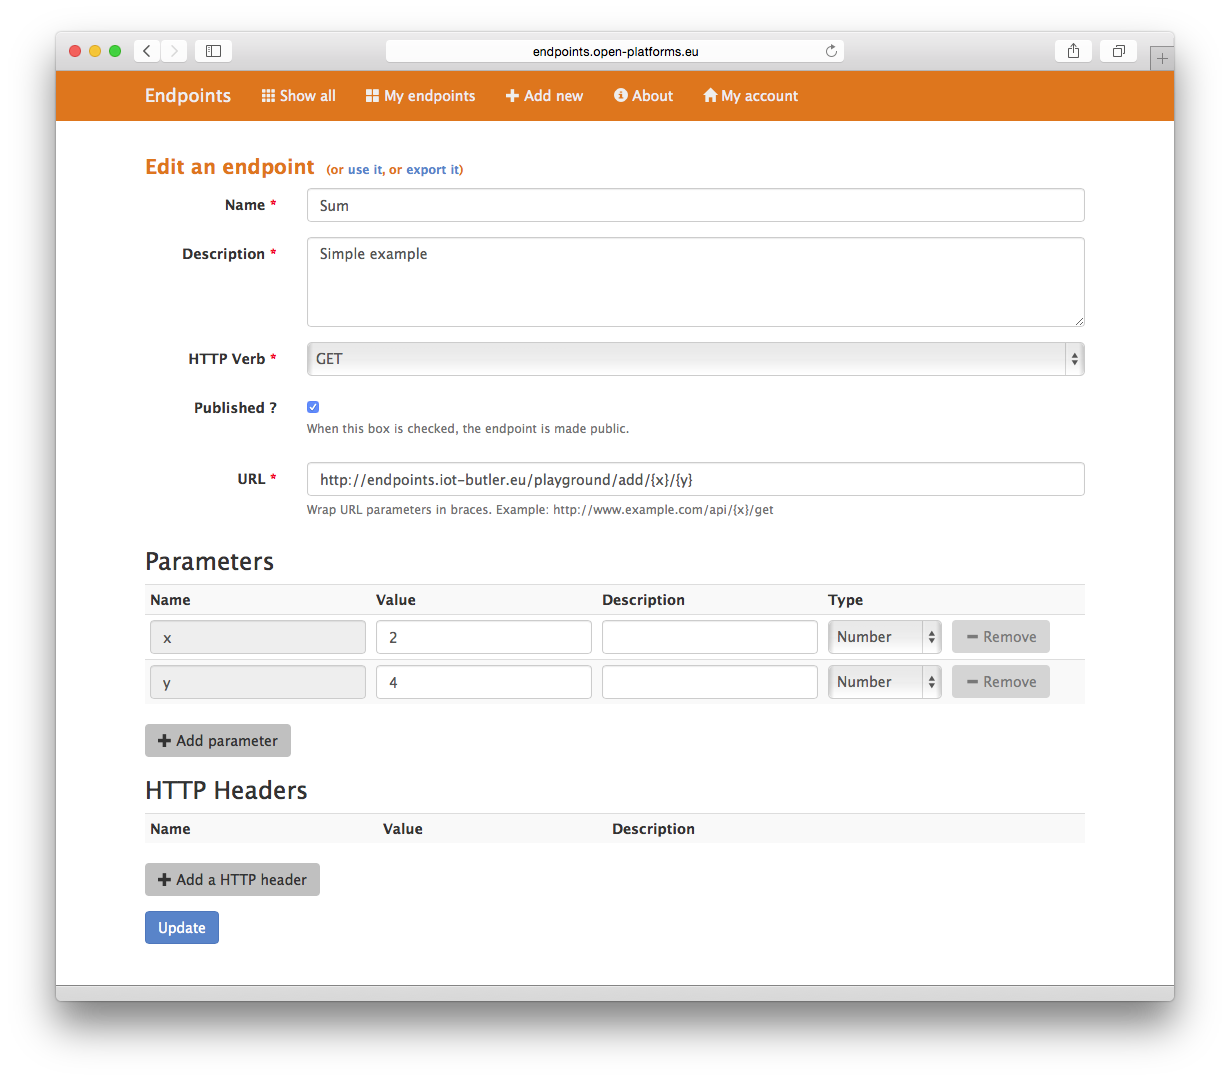 endpoints.open-platforms.eu
Endpoints Show all My endpoints Add new About My account
Edit an endpoint (or use it, or export it)
Name * Sum
Description * Simple example
HTTP Verb * GET
Published ?
When this box is checked, the endpoint is made public.
URL * http://endpoints.iot-butler.eu/playground/add/{x}/{y}
Wrap URL parameters in braces. Example: http://www.example.com/api/{x}/get
Parameters
Name Value Description Type
x 2 Number Remove
y 4 Number Remove
Add parameter
HTTP Headers
Name Value Description
Add a HTTP header
Update